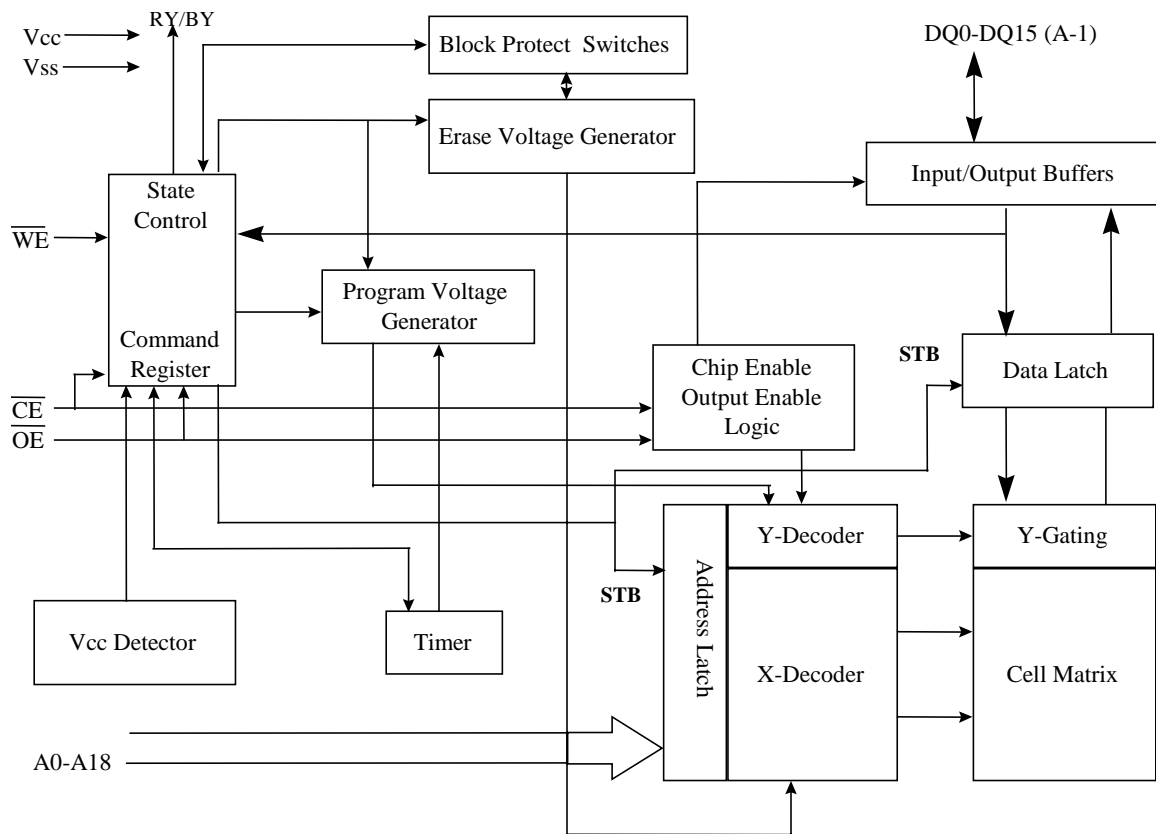 RY/BY
Vcc
Vss
Block Protect Switches
DQ0-DQ15 (A-1)
Erase Voltage Generator
Input/Output Buffers
State
Control
WE
Program Voltage
Generator
Command
Register
STB
Chip Enable
Output Enable
Logic
Data Latch
CE
OE
Y-Decoder
Y-Gating
Address Latch
STB
Vcc Detector
Timer
X-Decoder
Cell Matrix
A0-A18